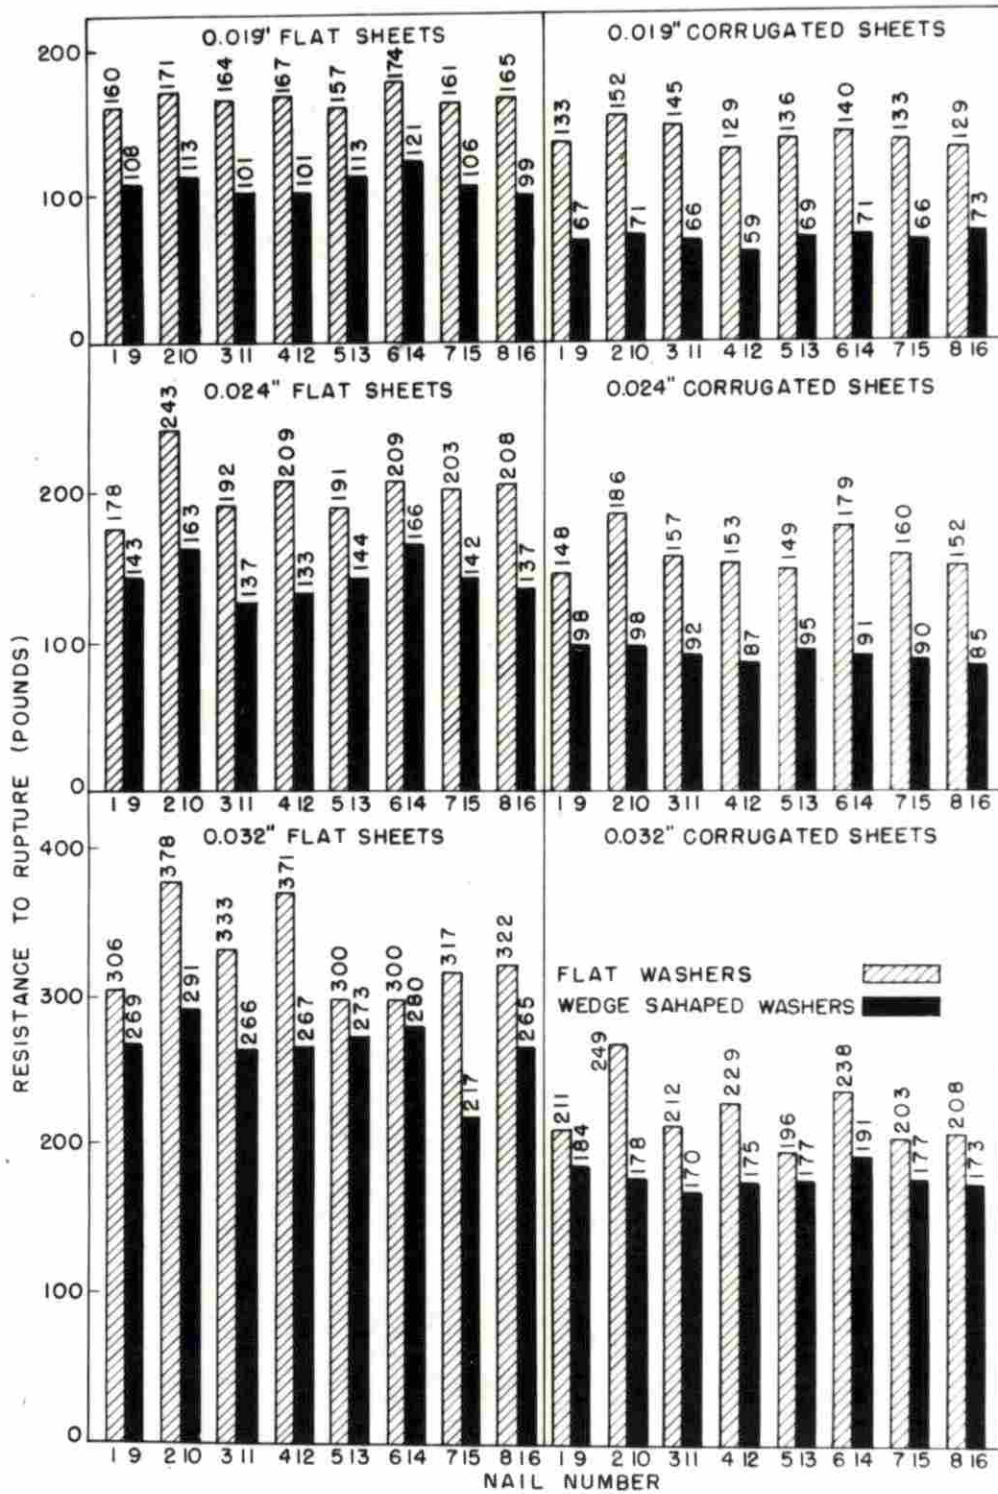 RESISTANCE TO RUPTURE (POUNDS)
0.019" FLAT SHEETS
200
100
0
160 108 171 113 164 101 167 101 157 113 174 121 161 106 165 99
1 9 2 10 3 11 4 12 5 13 6 14 7 15 8 16
0.019" CORRUGATED SHEETS
133 67 152 71 145 66 129 59 136 69 140 71 133 66 129 73
1 9 2 10 3 11 4 12 5 13 6 14 7 15 8 16
0.024" FLAT SHEETS
200
100
0
178 143 243 163 192 137 209 133 191 144 209 166 203 142 208 137
1 9 2 10 3 11 4 12 5 13 6 14 7 15 8 16
0.024" CORRUGATED SHEETS
148 98 186 98 157 92 153 87 149 95 179 91 160 90 152 85
1 9 2 10 3 11 4 12 5 13 6 14 7 15 8 16
0.032" FLAT SHEETS
400
300
200
100
0
306 269 378 291 333 266 371 267 300 273 300 280 317 217 322 265
1 9 2 10 3 11 4 12 5 13 6 14 7 15 8 16
0.032" CORRUGATED SHEETS
FLAT WASHERS
WEDGE SAHAPED WASHERS
211 184 249 178 212 170 229 175 196 177 238 191 203 177 208 173
1 9 2 10 3 11 4 12 5 13 6 14 7 15 8 16
NAIL NUMBER